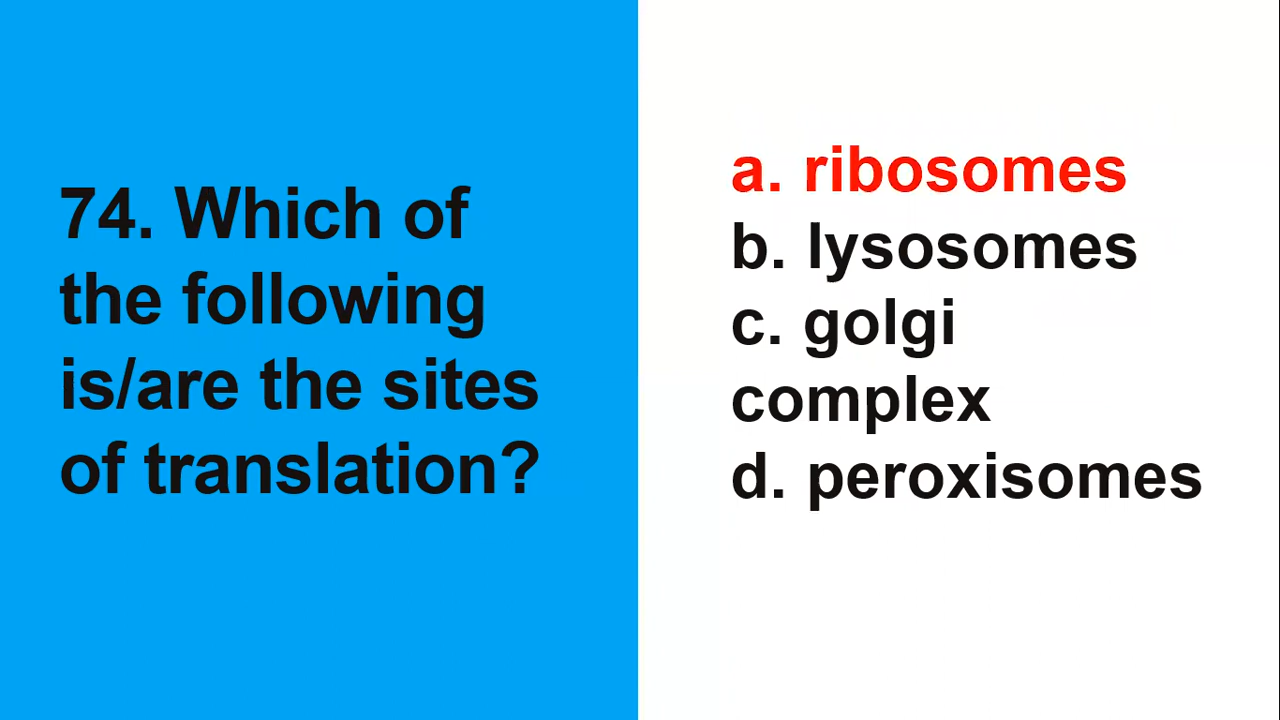 74. Which of
the following
is/are the sites
of translation?
a. ribosomes
b. lysosomes
c. golgi
complex
d. peroxisomes